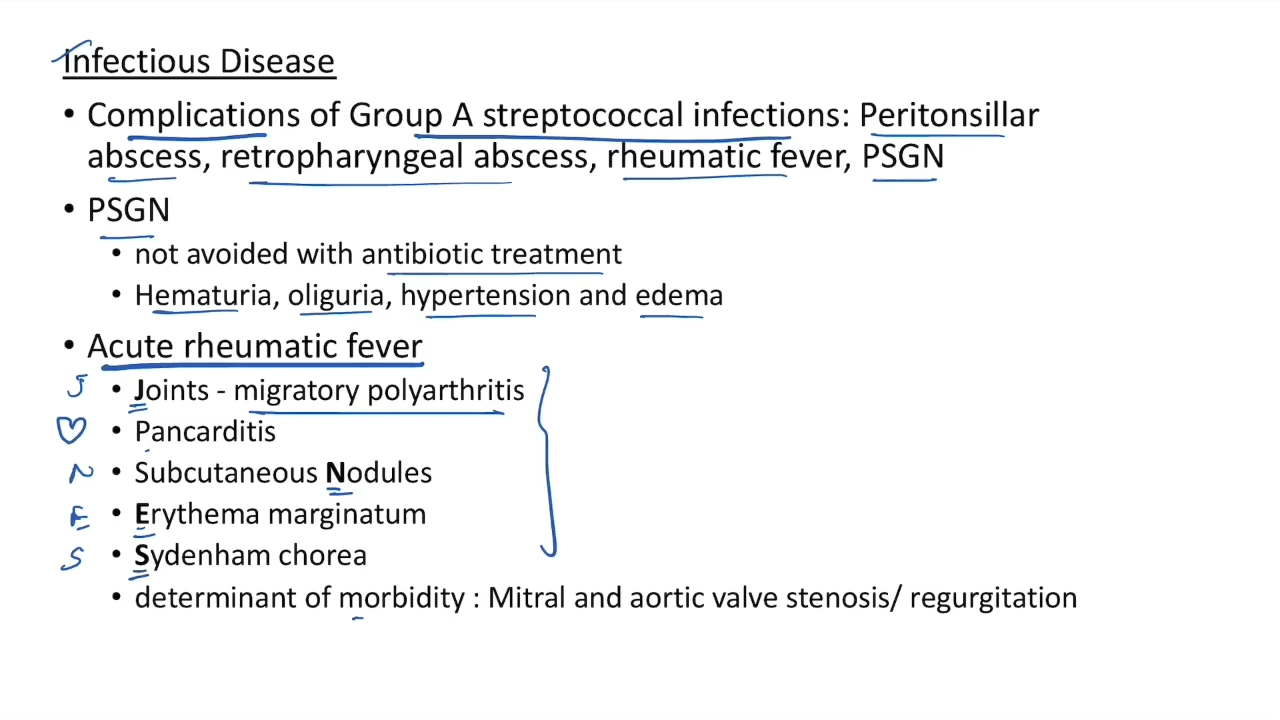 Infectious Disease
• Complications of Group A streptococcal infections: Peritonsillar
abscess, retropharyngeal abscess, rheumatic fever, PSGN
• PSGN
• not avoided with antibiotic treatment
• Hematuria, oliguria, hypertension and edema
• Acute rheumatic fever
J • Joints - migratory polyarthritis
♡ • Pancarditis
N • Subcutaneous Nodules
E • Erythema marginatum
S • Sydenham chorea
• determinant of morbidity : Mitral and aortic valve stenosis/ regurgitation